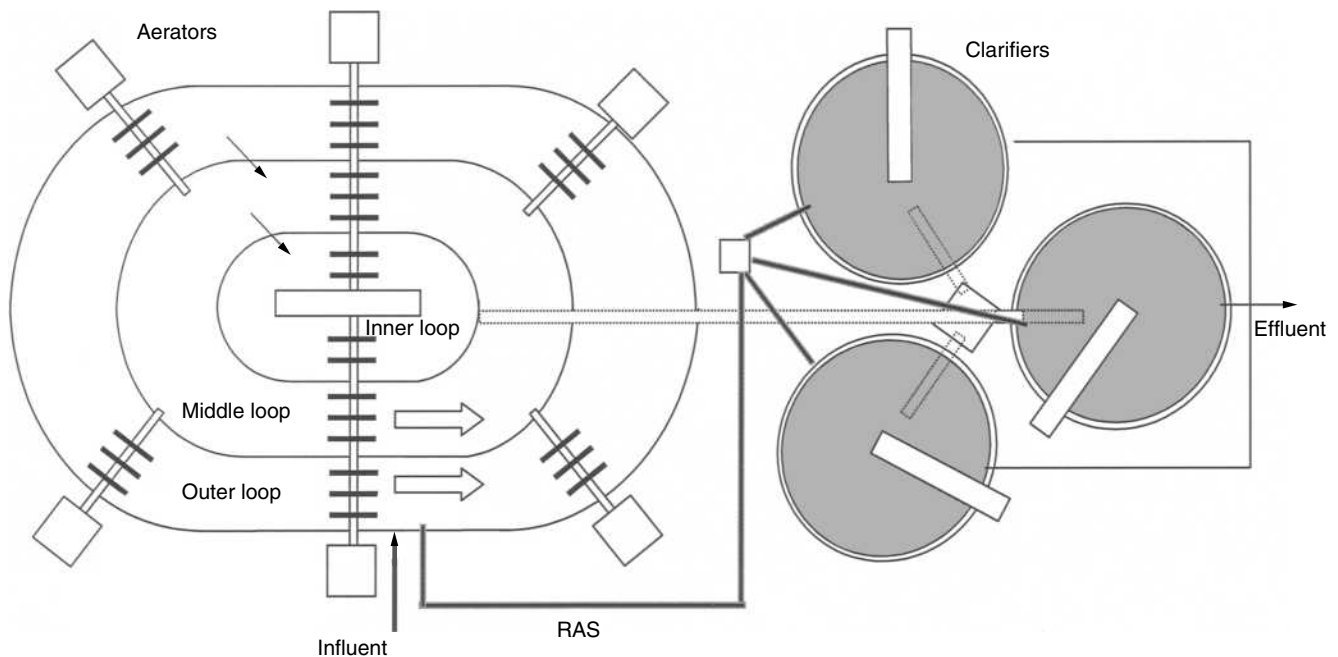 Aerators
Clarifiers
Inner loop
Effluent
Middle loop
Outer loop
RAS
Influent